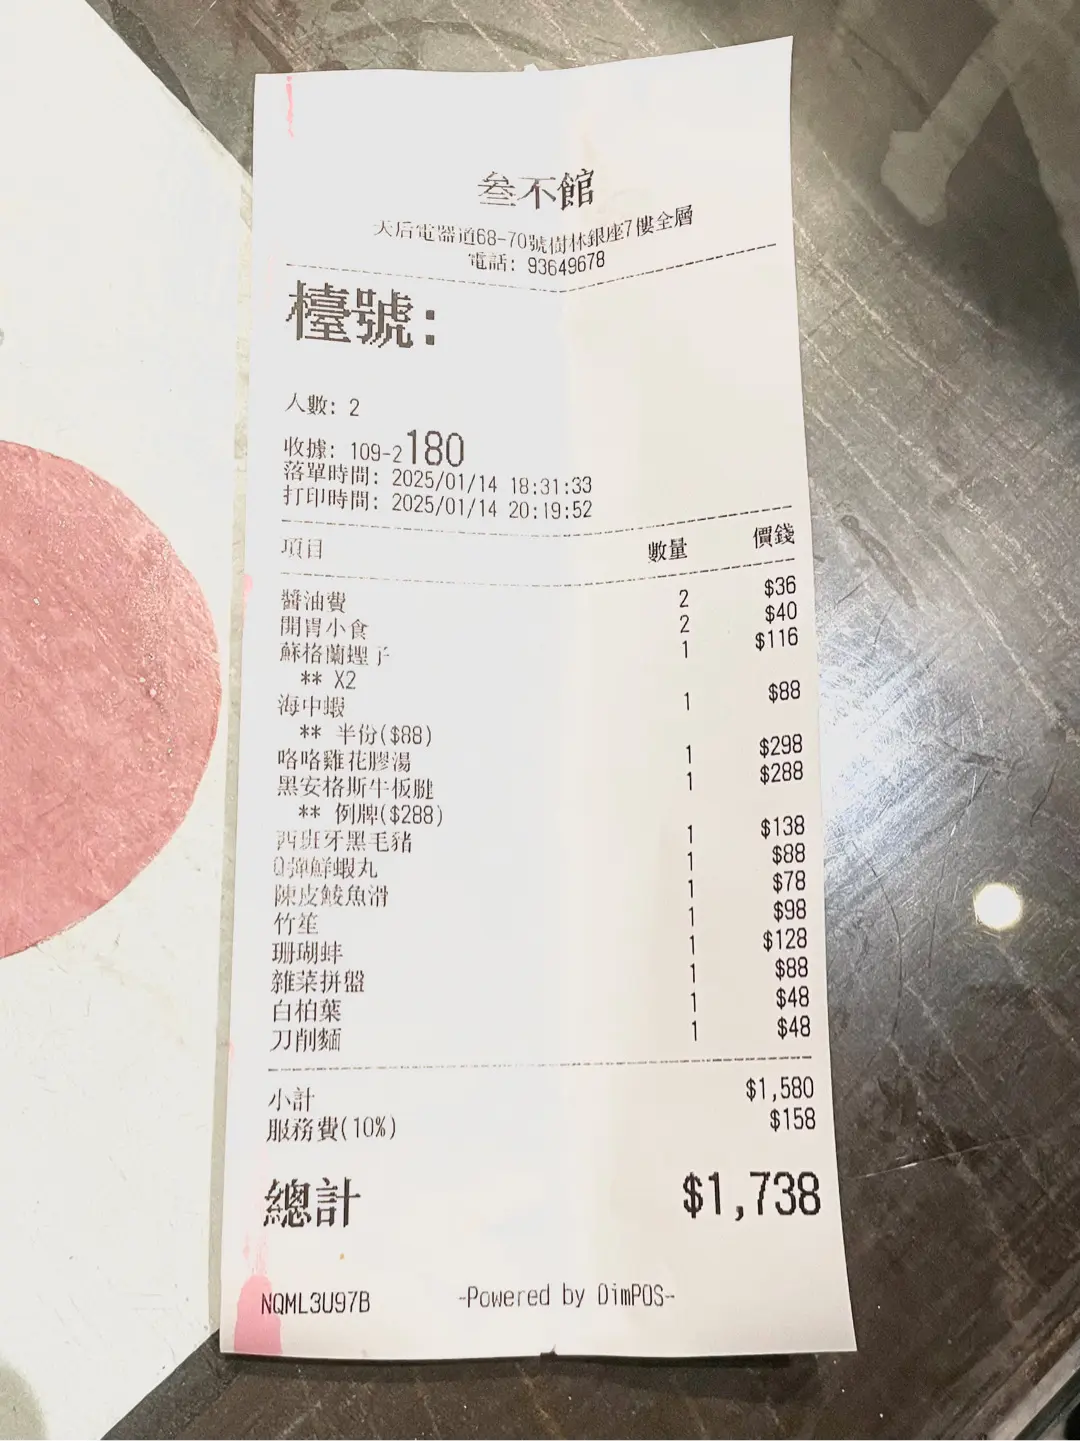 叁不館
天后電器道68-70號樹林銀座7樓全層
電話: 93649678
檯號:
人數: 2
收據: 109-2180
落單時間: 2025/01/14 18:31:33
打印時間: 2025/01/14 20:19:52
項目 數量 價錢
醬油費 2 $36
開胃小食 2 $40
蘇格蘭蟶子 1 $116
** X2
海中蝦 1 $88
** 半份($88)
咯咯雞花膠湯 1 $298
黑安格斯牛板腱 1 $288
** 例牌($288)
西班牙黑毛豬 1 $138
Q彈鮮蝦丸 1 $88
陳皮鯪魚滑 1 $78
竹笙 1 $98
珊瑚蚌 1 $128
雜菜拼盤 1 $88
白柏葉 1 $48
刀削麵 1 $48
小計 $1,580
服務費(10%) $158
總計 $1,738
NQML3U97B -Powered by DimPOS-